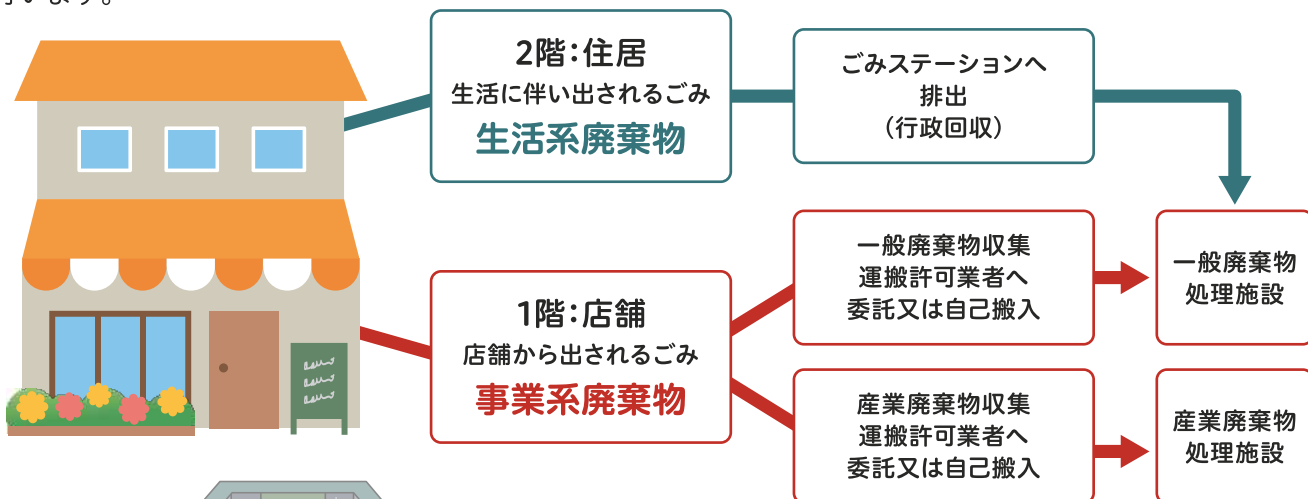 います。
2階：住居
生活に伴い出されるごみ
生活系廃棄物
ごみステーションへ
排出
（行政回収）
1階：店舗
店舗から出されるごみ
事業系廃棄物
一般廃棄物収集
運搬許可業者へ
委託又は自己搬入
一般廃棄物
処理施設
産業廃棄物収集
運搬許可業者へ
委託又は自己搬入
産業廃棄物
処理施設